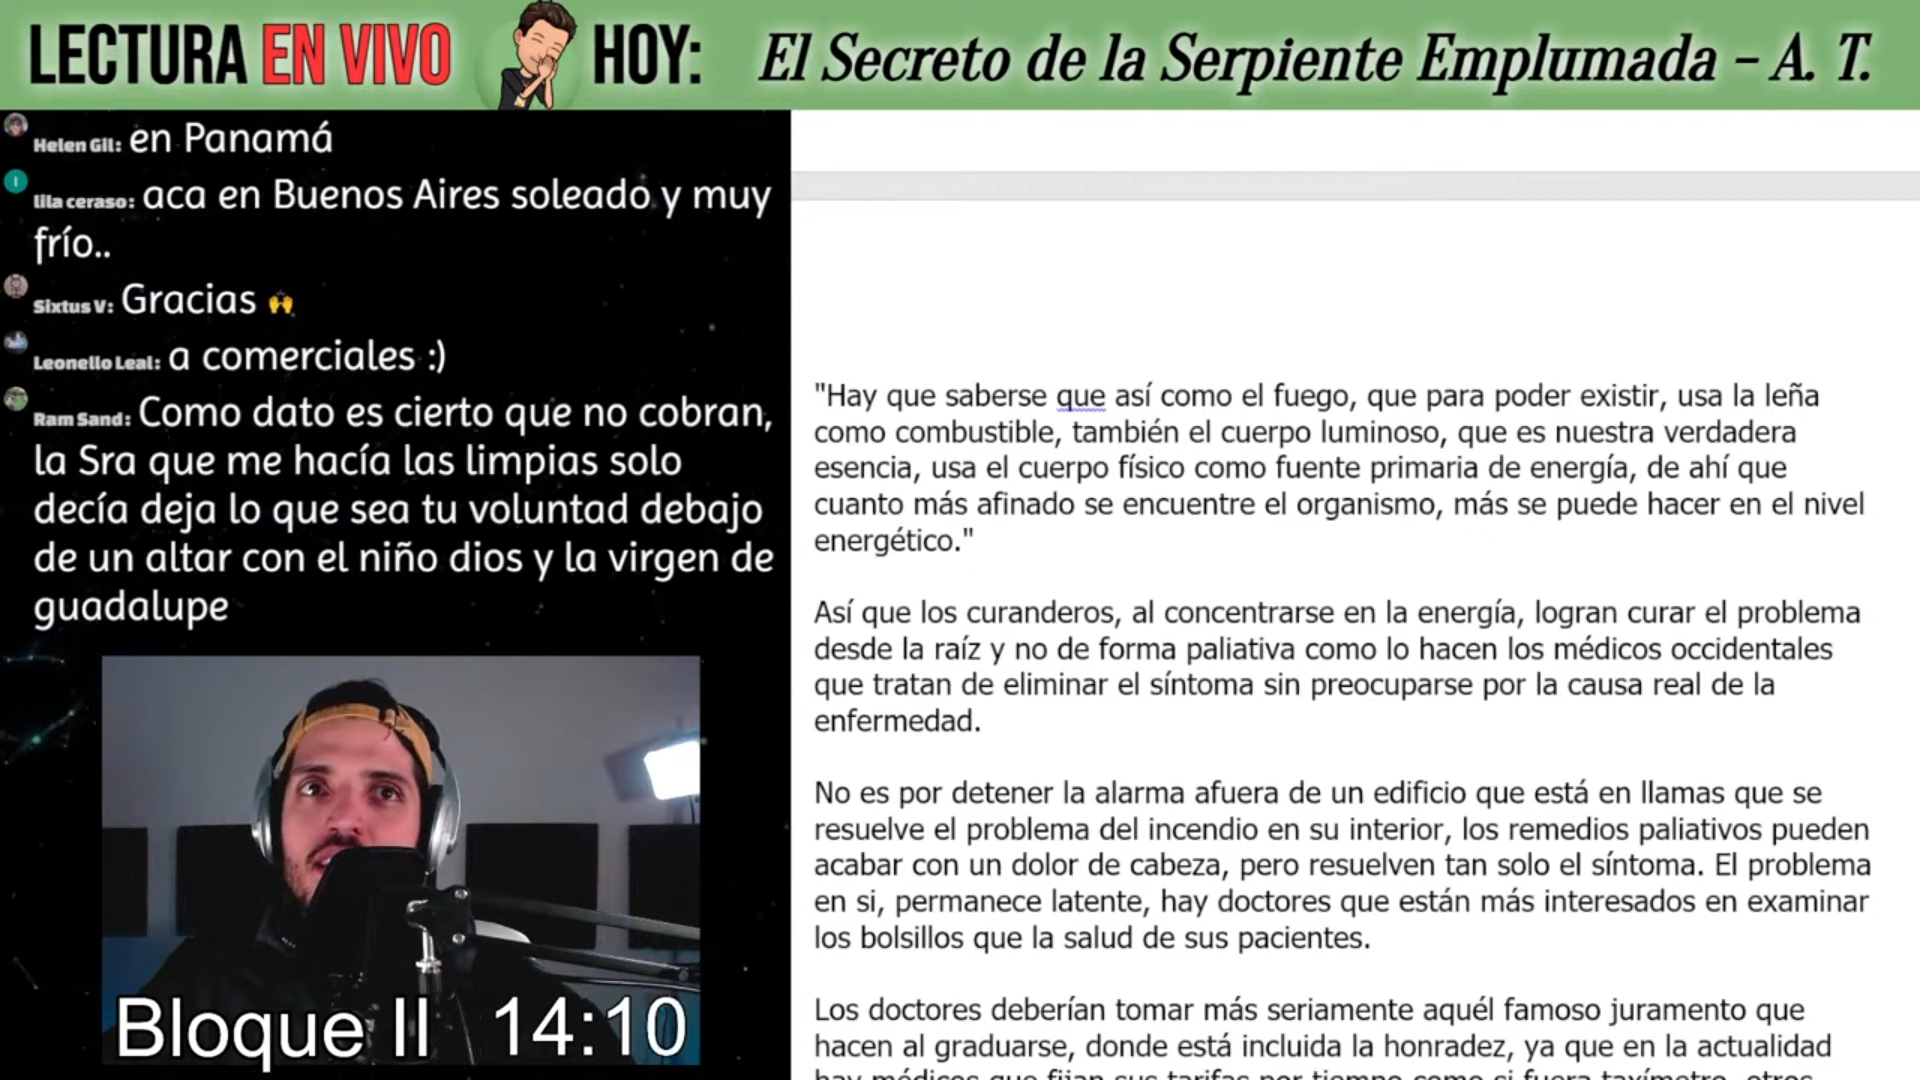 LECTURA EN VIVO HOY: El Secreto de la Serpiente Emplumada - A. T.
Helen Gil: en Panamá
lila ceraso: aca en Buenos Aires soleado y muy
frío..
Sixtus V: Gracias 🙌
Leonello Leal: a comerciales :)
Ram Sand: Como dato es cierto que no cobran,
la Sra que me hacía las limpias solo
decía deja lo que sea tu voluntad debajo
de un altar con el niño dios y la virgen de
guadalupe
Bloque II 14:10
"Hay que saberse que así como el fuego, que para poder existir, usa la leña
como combustible, también el cuerpo luminoso, que es nuestra verdadera
esencia, usa el cuerpo físico como fuente primaria de energía, de ahí que
cuanto más afinado se encuentre el organismo, más se puede hacer en el nivel
energético."
Así que los curanderos, al concentrarse en la energía, logran curar el problema
desde la raíz y no de forma paliativa como lo hacen los médicos occidentales
que tratan de eliminar el síntoma sin preocuparse por la causa real de la
enfermedad.
No es por detener la alarma afuera de un edificio que está en llamas que se
resuelve el problema del incendio en su interior, los remedios paliativos pueden
acabar con un dolor de cabeza, pero resuelven tan solo el síntoma. El problema
en si, permanece latente, hay doctores que están más interesados en examinar
los bolsillos que la salud de sus pacientes.
Los doctores deberían tomar más seriamente aquél famoso juramento que
hacen al graduarse, donde está incluida la honradez, ya que en la actualidad
hay médicos que fijan sus tarifas por tiempo como si fuera taxímetro, otros